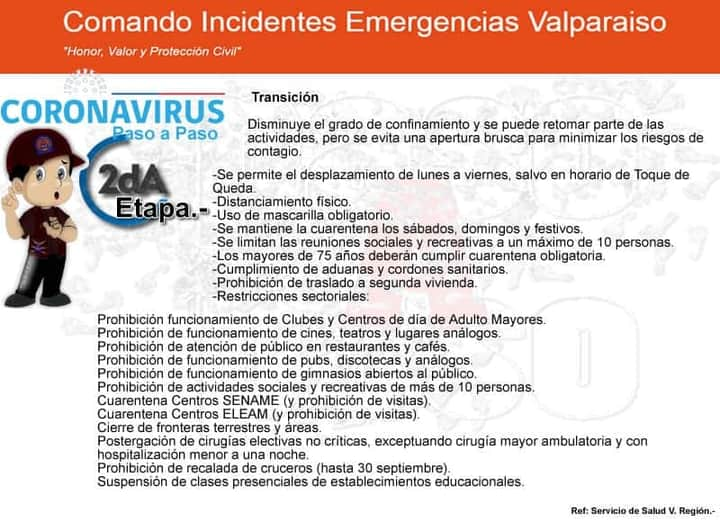 Comando Incidentes Emergencias Valparaiso
"Honor, Valor y Protección Civil"
CORONAVIRUS
Paso a Paso
2dA
Etapa.-
Transición
Disminuye el grado de confinamiento y se puede retomar parte de las
actividades, pero se evita una apertura brusca para minimizar los riesgos de
contagio.
-Se permite el desplazamiento de lunes a viernes, salvo en horario de Toque de
Queda.
-Distanciamiento físico.
-Uso de mascarilla obligatorio.
-Se mantiene la cuarentena los sábados, domingos y festivos.
-Se limitan las reuniones sociales y recreativas a un máximo de 10 personas.
-Los mayores de 75 años deberán cumplir cuarentena obligatoria.
-Cumplimiento de aduanas y cordones sanitarios.
-Prohibición de traslado a segunda vivienda.
-Restricciones sectoriales:
Prohibición funcionamiento de Clubes y Centros de día de Adulto Mayores.
Prohibición de funcionamiento de cines, teatros y lugares análogos.
Prohibición de atención de público en restaurantes y cafés.
Prohibición de funcionamiento de pubs, discotecas y análogos.
Prohibición de funcionamiento de gimnasios abiertos al público.
Prohibición de actividades sociales y recreativas de más de 10 personas.
Cuarentena Centros SENAME (y prohibición de visitas).
Cuarentena Centros ELEAM (y prohibición de visitas).
Cierre de fronteras terrestres y áreas.
Postergación de cirugías electivas no críticas, exceptuando cirugía mayor ambulatoria y con
hospitalización menor a una noche.
Prohibición de recalada de cruceros (hasta 30 septiembre).
Suspensión de clases presenciales de establecimientos educacionales.
Ref: Servicio de Salud V. Región.-